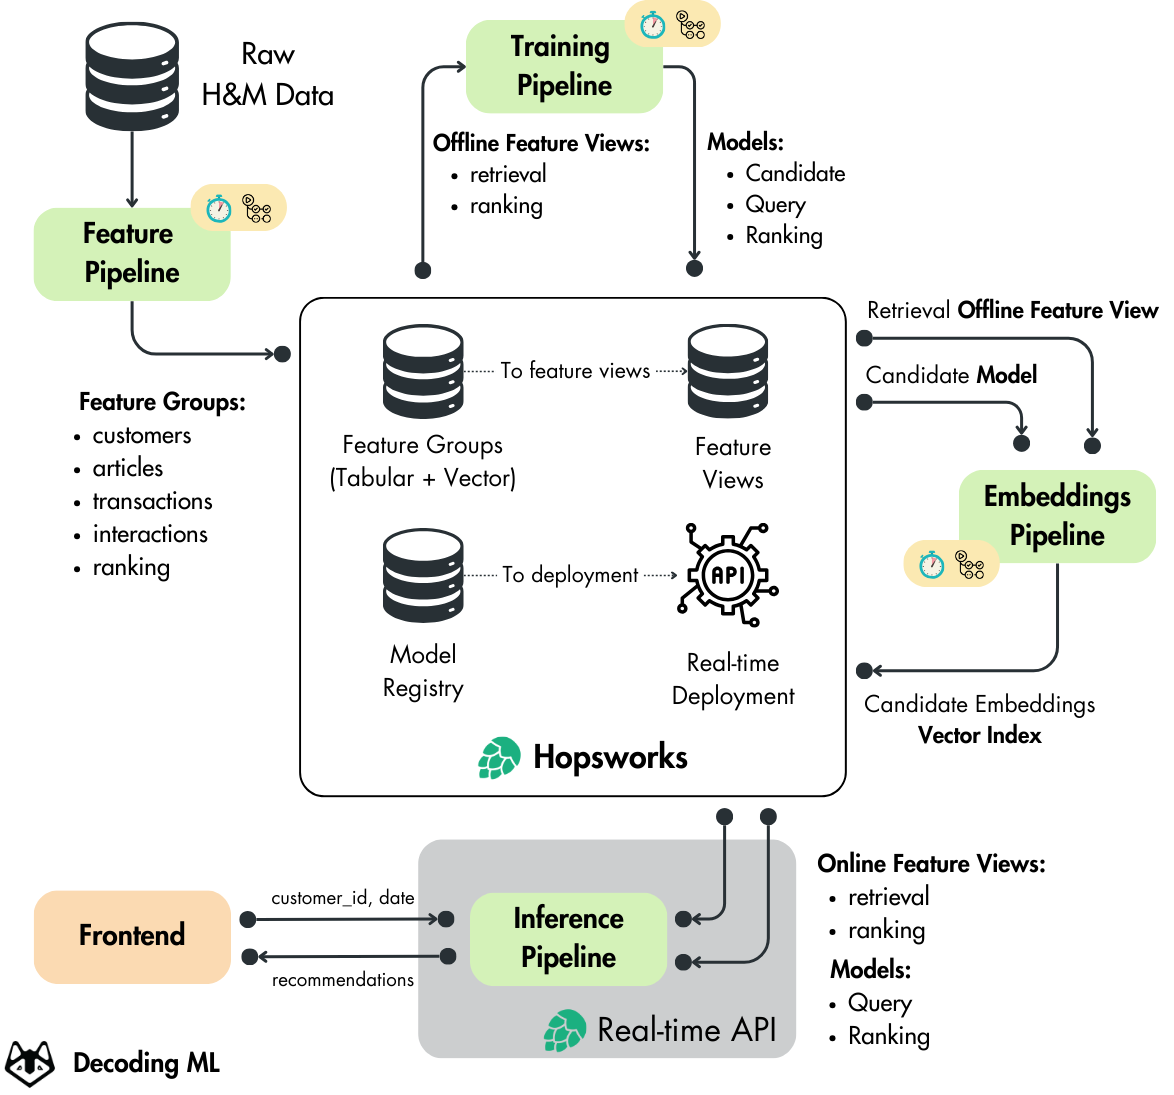 Raw
H&M Data
Training
Pipeline
Offline Feature Views:
• retrieval
• ranking
Models:
• Candidate
• Query
• Ranking
Feature
Pipeline
Feature Groups:
• customers
• articles
• transactions
• interactions
• ranking
To feature views
Feature Groups
(Tabular + Vector)
Feature
Views
To deployment
API
Model
Registry
Real-time
Deployment
Hopsworks
Retrieval Offline Feature View
Candidate Model
Embeddings
Pipeline
Candidate Embeddings
Vector Index
Frontend
customer_id, date
recommendations
Inference
Pipeline
Real-time API
Online Feature Views:
• retrieval
• ranking
Models:
• Query
• Ranking
Decoding ML